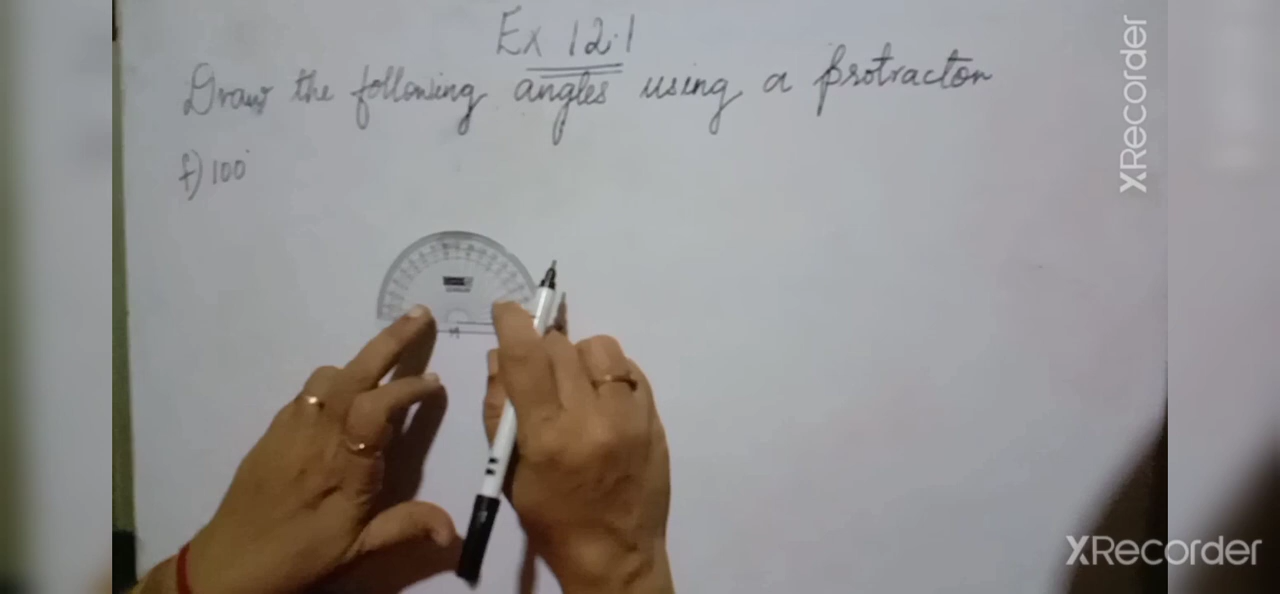 Ex 12.1
Draw the following angles using a protractor
f) 100°
M
XRecorder
XRecorder